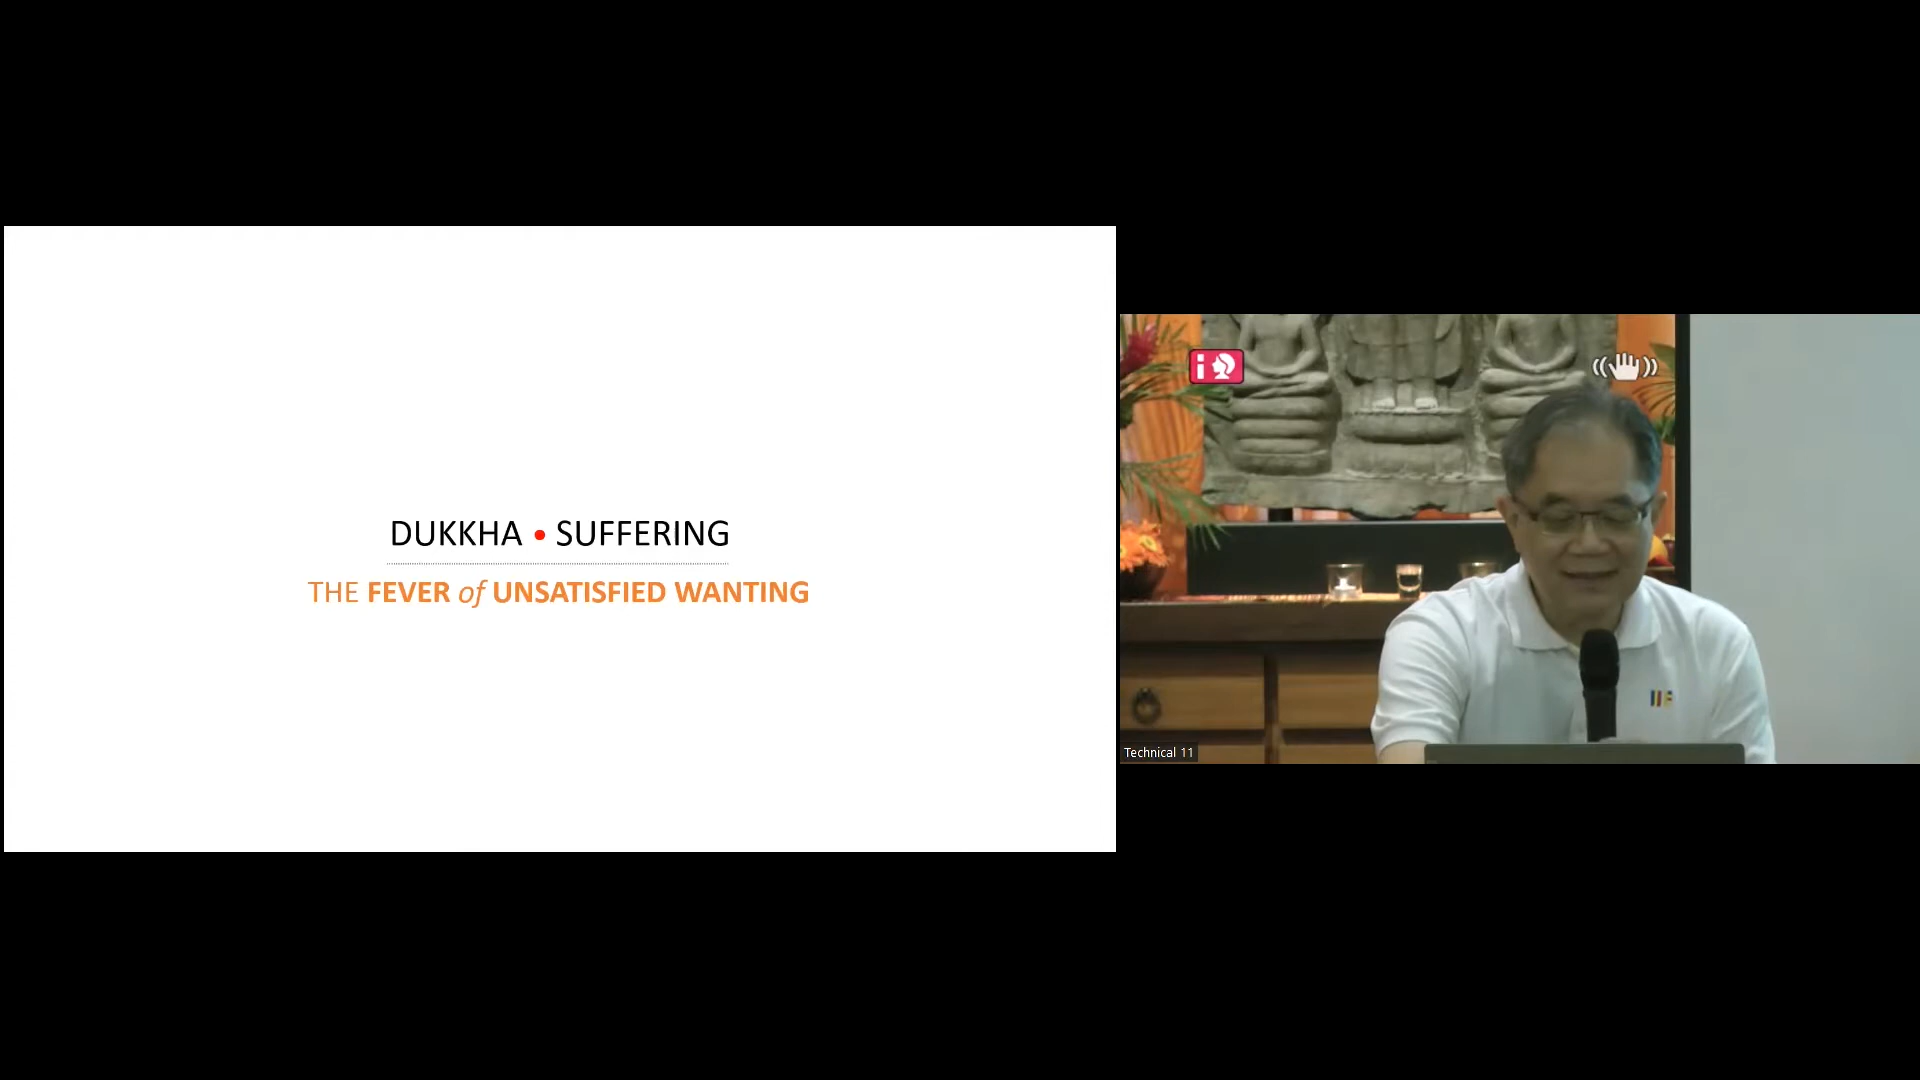 DUKKHA • SUFFERING
THE FEVER of UNSATISFIED WANTING
Technical 11